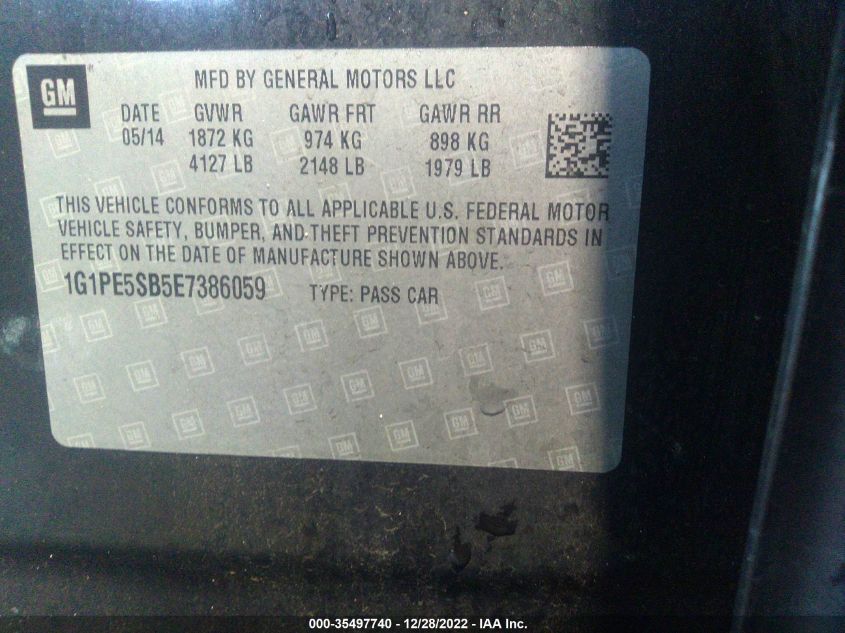 GM
MFD BY GENERAL MOTORS LLC
DATE GVWR GAWR FRT GAWR RR
05/14 1872 KG 974 KG 898 KG
4127 LB 2148 LB 1979 LB
THIS VEHICLE CONFORMS TO ALL APPLICABLE U.S. FEDERAL MOTOR
VEHICLE SAFETY, BUMPER, AND THEFT PREVENTION STANDARDS IN
EFFECT ON THE DATE OF MANUFACTURE SHOWN ABOVE.
1G1PE5SB5E7386059 TYPE: PASS CAR
000-35497740 - 12/28/2022 - IAA Inc.